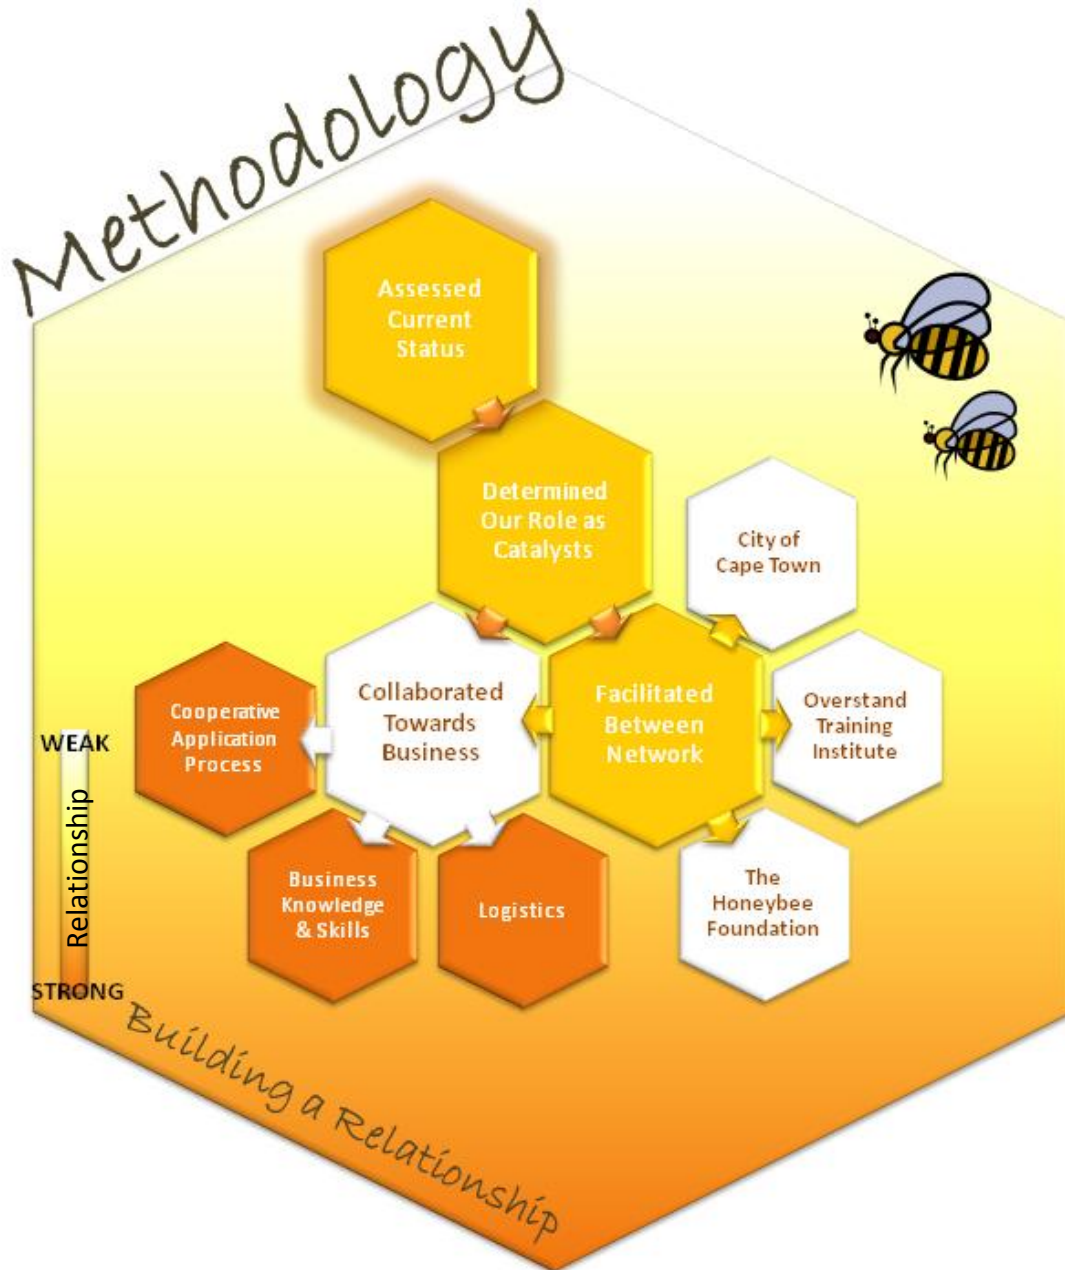 Methodology
Assessed
Current
Status
Determined
Our Role as
Catalysts
City of
Cape Town
Collaborated
Towards
Business
Facilitated
Between
Network
Overstand
Training
Institute
Cooperative
Application
Process
WEAK
Relationship
STRONG
Business
Knowledge
& Skills
Logistics
The
Honeybee
Foundation
Building a Relationship